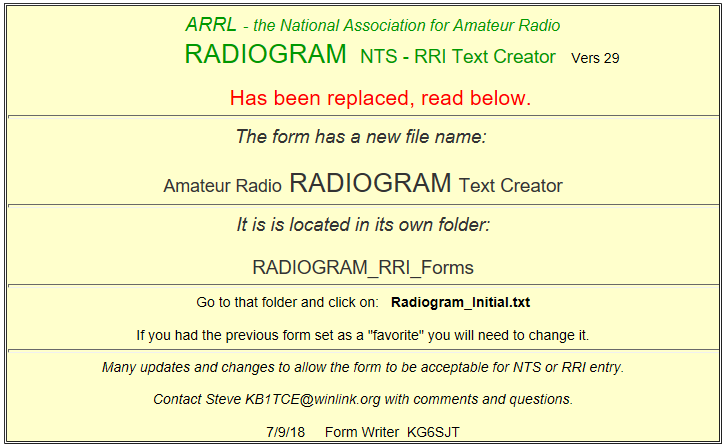 ARRL - the National Association for Amateur Radio
RADIOGRAM NTS - RRI Text Creator Vers 29
Has been replaced, read below.
The form has a new file name:
Amateur Radio RADIOGRAM Text Creator
It is is located in its own folder:
RADIOGRAM_RRI_Forms
Go to that folder and click on: Radiogram_Initial.txt
If you had the previous form set as a "favorite" you will need to change it.
Many updates and changes to allow the form to be acceptable for NTS or RRI entry.
Contact Steve KB1TCE@winlink.org with comments and questions.
7/9/18 Form Writer KG6SJT